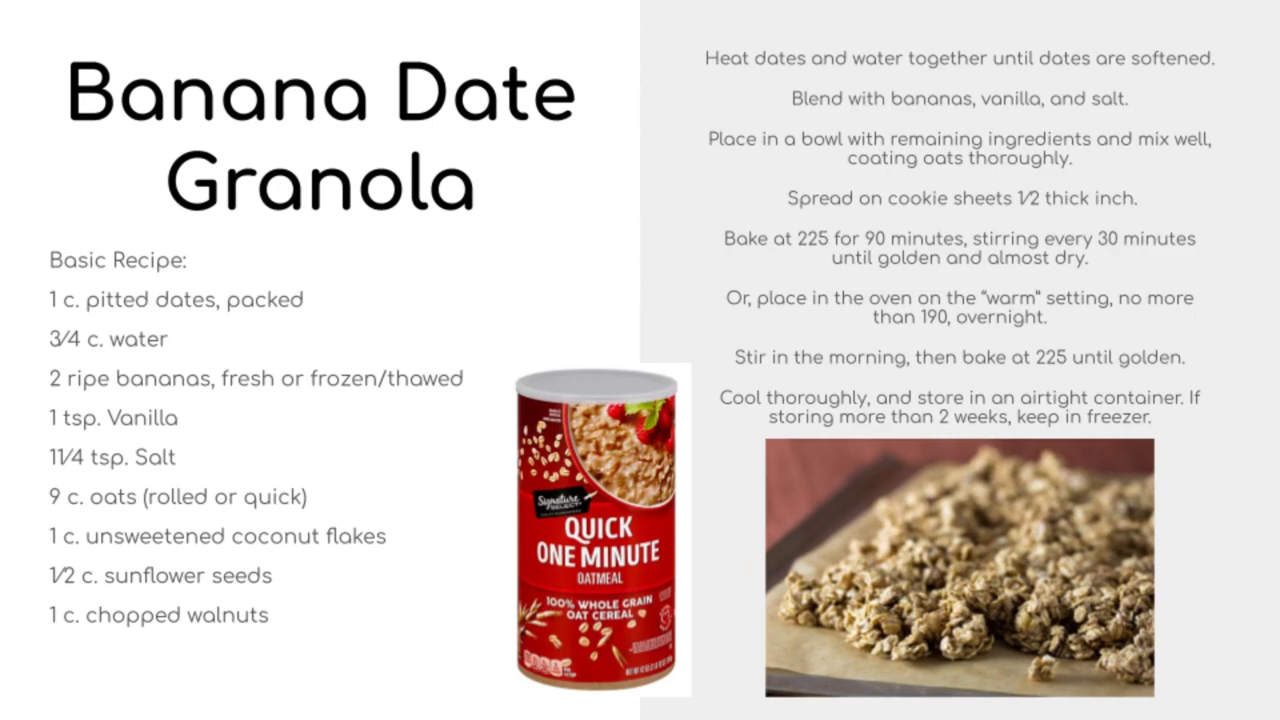 Banana Date
Granola
Basic Recipe:
1 c. pitted dates, packed
3/4 c. water
2 ripe bananas, fresh or frozen/thawed
1 tsp. Vanilla
11/4 tsp. Salt
9 c. oats (rolled or quick)
1 c. unsweetened coconut flakes
1/2 c. sunflower seeds
1 c. chopped walnuts
Heat dates and water together until dates are softened.
Blend with bananas, vanilla, and salt.
Place in a bowl with remaining ingredients and mix well,
coating oats thoroughly.
Spread on cookie sheets 1/2 thick inch.
Bake at 225 for 90 minutes, stirring every 30 minutes
until golden and almost dry.
Or, place in the oven on the “warm” setting, no more
than 190, overnight.
Stir in the morning, then bake at 225 until golden.
Cool thoroughly, and store in an airtight container. If
storing more than 2 weeks, keep in freezer.
Signature
SELECT
QUICK
ONE MINUTE
OATMEAL
100% WHOLE GRAIN
OAT CEREAL